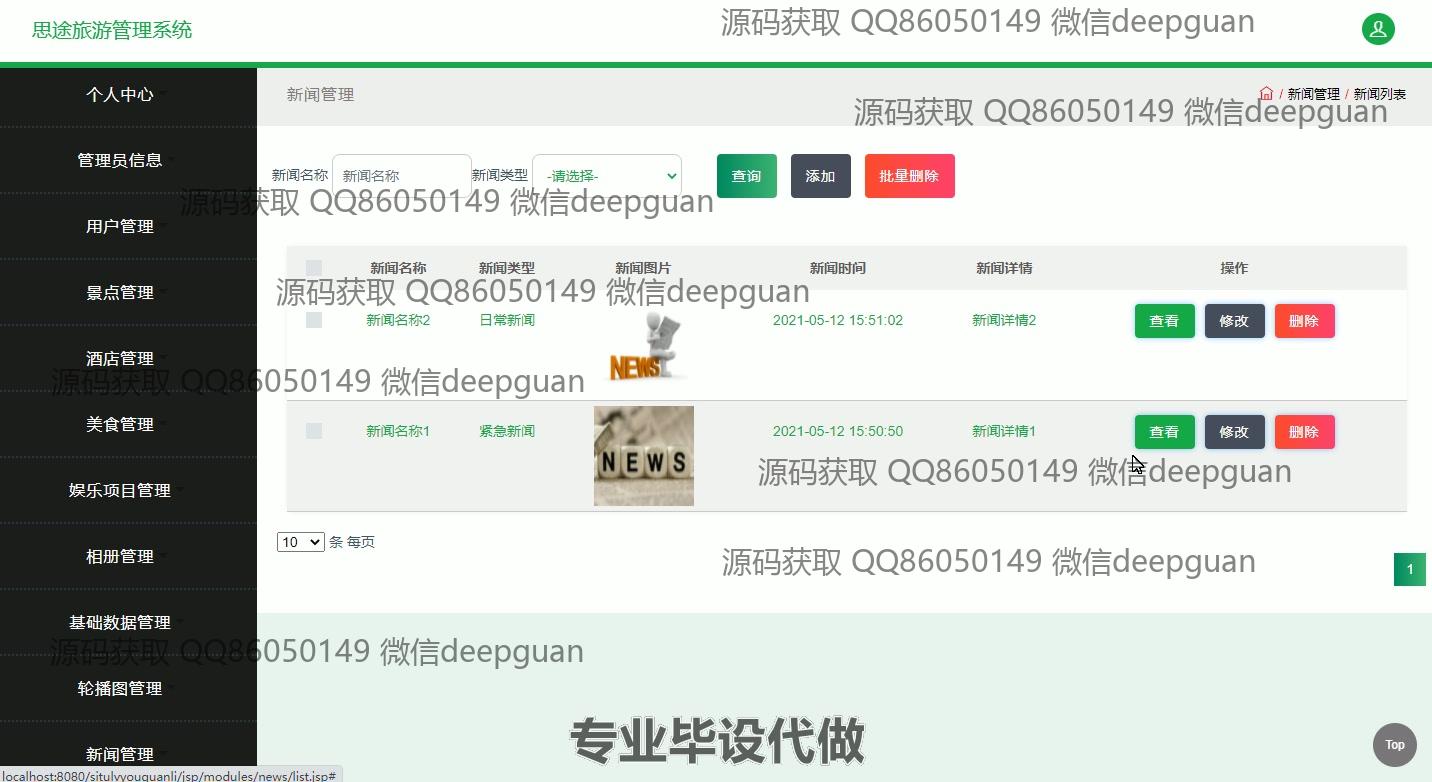 思途旅游管理系统
源码获取 QQ86050149 微信deepguan
个人中心
新闻管理
/ 新闻管理 / 新闻列表
源码获取 QQ86050149 微信deepguan
管理员信息
新闻名称 新闻名称 新闻类型 -请选择- 查询 添加 批量删除
源码获取 QQ86050149 微信deepguan
用户管理
新闻名称 新闻类型 新闻图片 新闻时间 新闻详情 操作
景点管理
源码获取 QQ86050149 微信deepguan
新闻名称2 日常新闻 2021-05-12 15:51:02 新闻详情2 查看 修改 删除
NEWS
酒店管理
源码获取 QQ86050149 微信deepguan
美食管理
新闻名称1 紧急新闻 2021-05-12 15:50:50 新闻详情1 查看 修改 删除
NEWS
源码获取 QQ86050149 微信deepguan
娱乐项目管理
10 条 每页
相册管理
源码获取 QQ86050149 微信deepguan
1
基础数据管理
源码获取 QQ86050149 微信deepguan
轮播图管理
专业毕设代做
Top
新闻管理
localhost:8080/situlvyouguanli/jsp/modules/news/list.jsp#